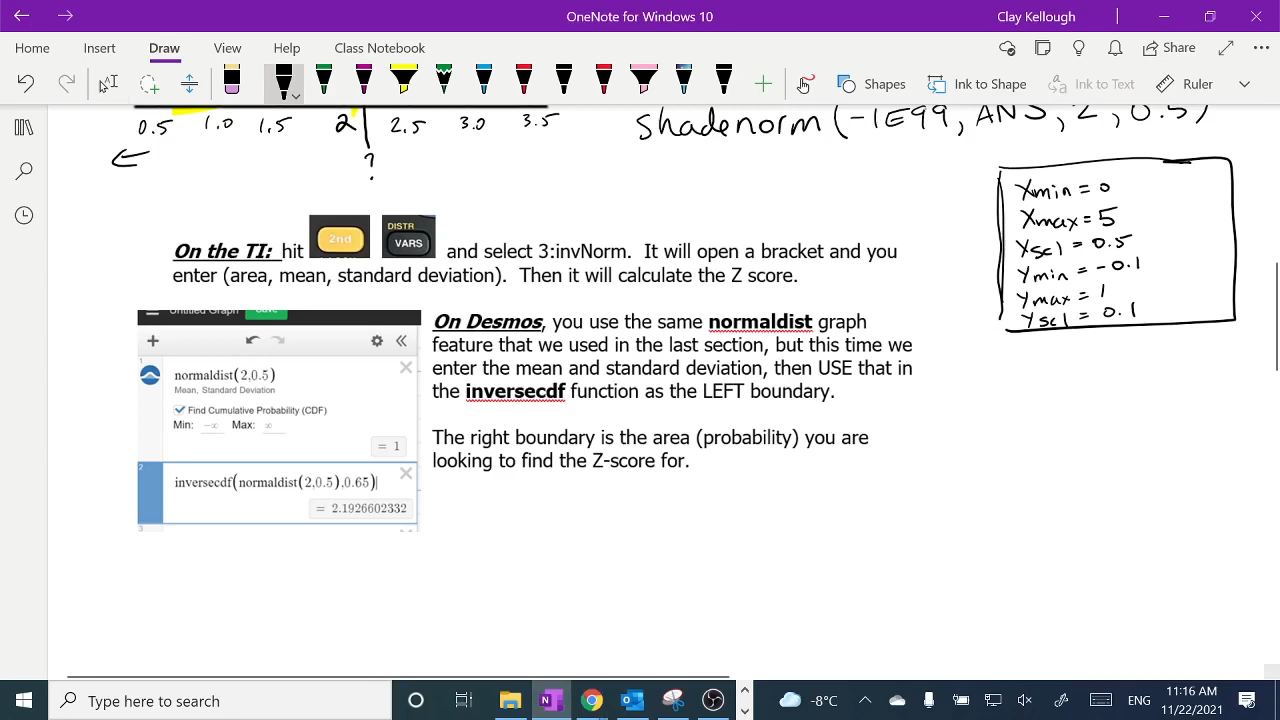 OneNote for Windows 10
Clay Kellough
Home Insert Draw View Help Class Notebook
Share
Shapes Ink to Shape Ink to Text Ruler
0.5 1.0 1.5 2 2.5 3.0 3.5
shadenorm (-1E99, ANS, 2, 0.5)
?
Xmin = 0
Xmax = 5
Xscl = 0.5
Ymin = -0.1
Ymax = 1
Yscl = 0.1
On the TI: hit 2nd DISTR VARS and select 3:invNorm. It will open a bracket and you
enter (area, mean, standard deviation). Then it will calculate the Z score.
Untitled Graph Save
normaldist(2,0.5)
Mean, Standard Deviation
Find Cumulative Probability (CDF)
Min: -∞ Max: ∞
= 1
inversecdf(normaldist(2,0.5),0.65)
= 2.1926602332
1
2
3
On Desmos, you use the same normaldist graph
feature that we used in the last section, but this time we
enter the mean and standard deviation, then USE that in
the inversecdf function as the LEFT boundary.
The right boundary is the area (probability) you are
looking to find the Z-score for.
Type here to search
-8°C
ENG
11:16 AM
11/22/2021